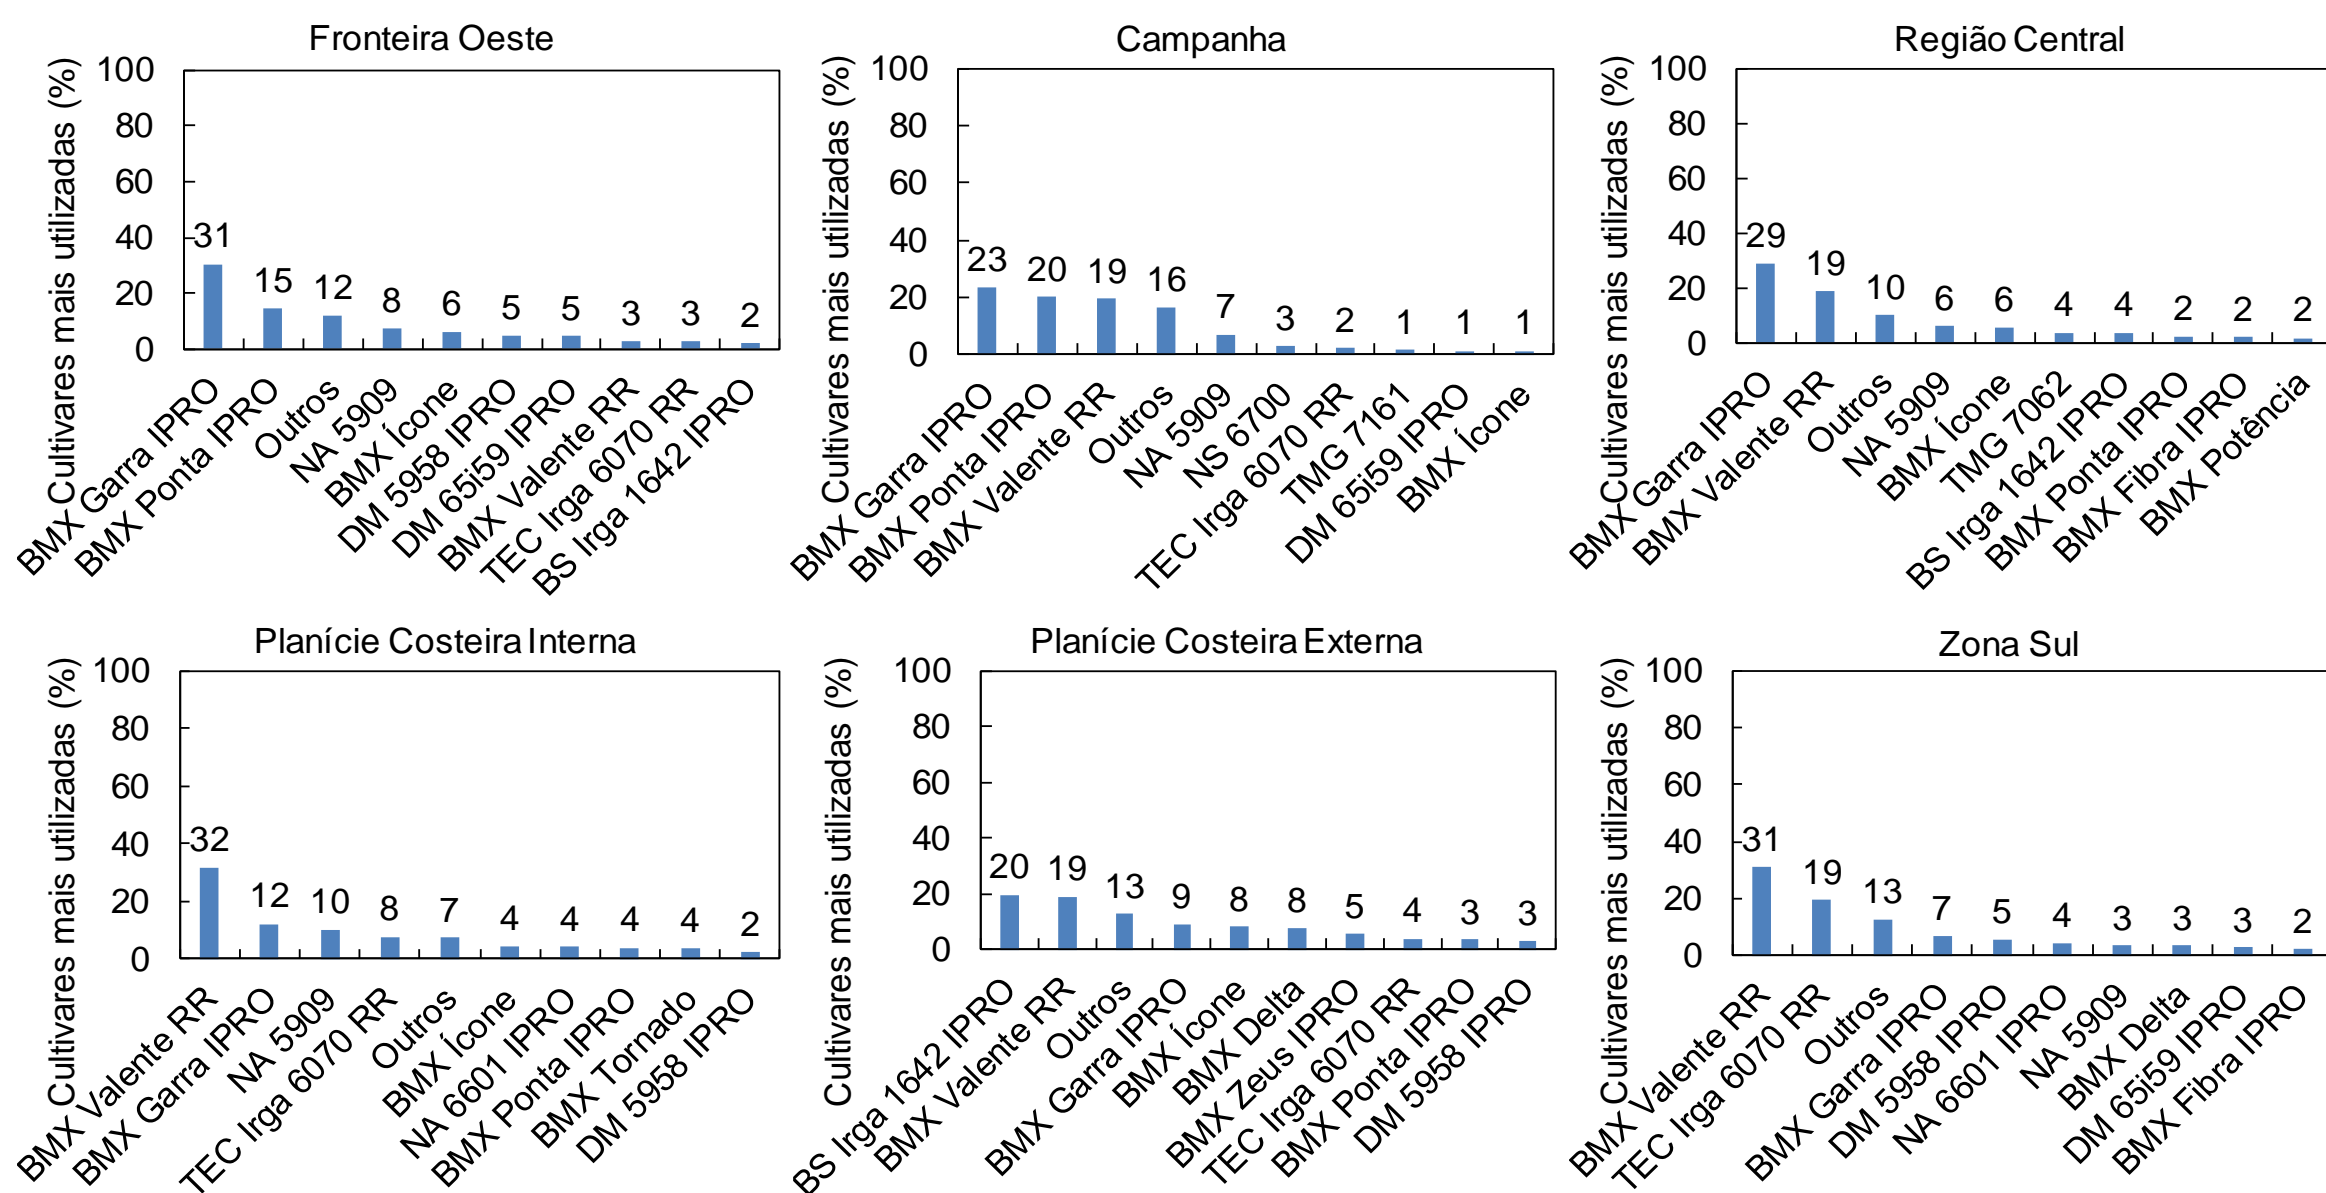 Fronteira Oeste
Cultivares mais utilizadas (%)
100
80
60
40
20
0
31
15
12
8
6
5
5
3
3
2
BMX Garra IPRO
BMX Ponta IPRO
Outros
NA 5909
BMX Ícone
DM 5958 IPRO
DM 65i59 IPRO
BMX Valente RR
TEC Irga 6070 RR
BS Irga 1642 IPRO
Campanha
Cultivares mais utilizadas (%)
100
80
60
40
20
0
23
20
19
16
7
3
2
1
1
1
BMX Garra IPRO
BMX Ponta IPRO
BMX Valente RR
Outros
NA 5909
NS 6700
TEC Irga 6070 RR
TMG 7161
DM 65i59 IPRO
BMX Ícone
Região Central
Cultivares mais utilizadas (%)
100
80
60
40
20
0
29
19
10
6
6
4
4
2
2
2
BMX Garra IPRO
BMX Valente RR
Outros
NA 5909
BMX Ícone
TMG 7062
BS Irga 1642 IPRO
BMX Ponta IPRO
BMX Fibra IPRO
BMX Potência
Planície Costeira Interna
Cultivares mais utilizadas (%)
100
80
60
40
20
0
32
12
10
8
7
4
4
4
4
2
BMX Valente RR
BMX Garra IPRO
NA 5909
TEC Irga 6070 RR
Outros
BMX Ícone
NA 6601 IPRO
BMX Ponta IPRO
BMX Tornado
DM 5958 IPRO
Planície Costeira Externa
Cultivares mais utilizadas (%)
100
80
60
40
20
0
20
19
13
9
8
8
5
4
3
3
BS Irga 1642 IPRO
BMX Valente RR
Outros
BMX Garra IPRO
BMX Ícone
BMX Delta
BMX Zeus IPRO
TEC Irga 6070 RR
BMX Ponta IPRO
DM 5958 IPRO
Zona Sul
Cultivares mais utilizadas (%)
100
80
60
40
20
0
31
19
13
7
5
4
3
3
3
2
BMX Valente RR
TEC Irga 6070 RR
Outros
BMX Garra IPRO
DM 5958 IPRO
NA 6601 IPRO
NA 5909
BMX Delta
DM 65i59 IPRO
BMX Fibra IPRO